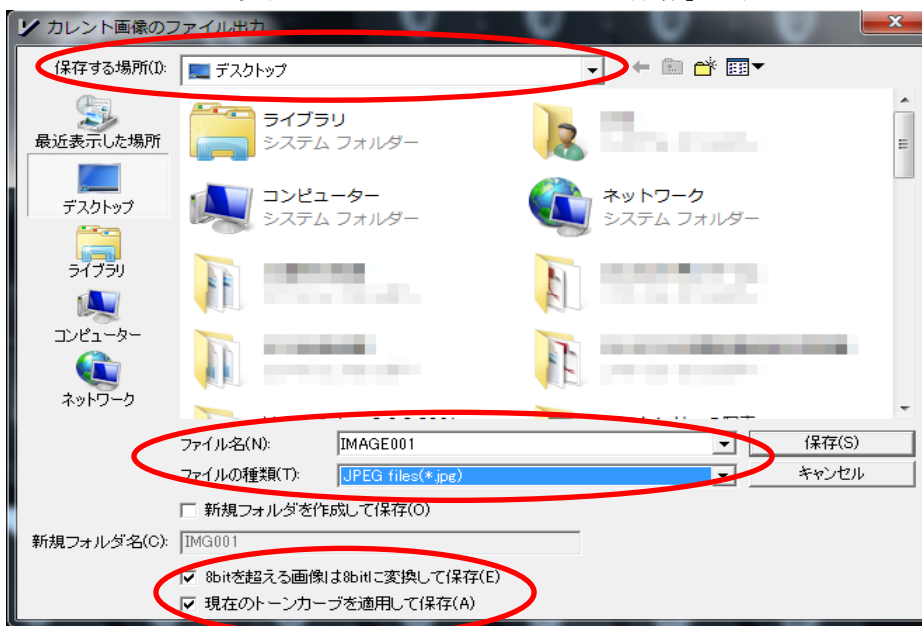 カレント画像のファイル出力
保存する場所(I):
デスクトップ
最近表示した場所
デスクトップ
ライブラリ
コンピューター
ネットワーク
ライブラリ
システム フォルダー
システム フォルダー
コンピューター
システム フォルダー
ネットワーク
システム フォルダー
ファイル名(N):
IMAGE001
保存(S)
ファイルの種類(T):
JPEG files(*.jpg)
キャンセル
新規フォルダを作成して保存(O)
新規フォルダ名(C):
IMG001
8bitを超える画像は8bitに変換して保存(E)
現在のトーンカーブを適用して保存(A)